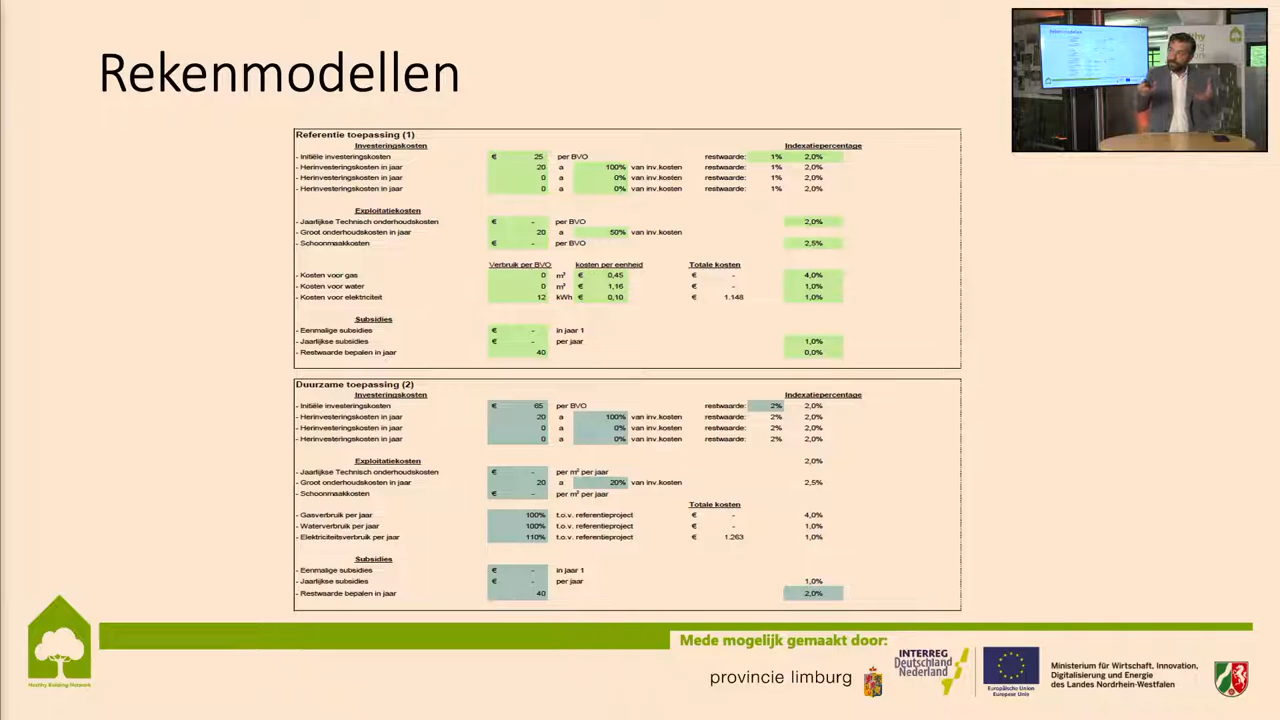 Rekenmodellen
Referentie toepassing (1)
Investeringskosten Indexatiepercentage
- Initiële investeringskosten € 25 per BVO restwaarde: 1% 2,0%
- Herinvesteringskosten in jaar 20 a 100% van inv.kosten restwaarde: 1% 2,0%
- Herinvesteringskosten in jaar 0 a 0% van inv.kosten restwaarde: 1% 2,0%
- Herinvesteringskosten in jaar 0 a 0% van inv.kosten restwaarde: 1% 2,0%
Exploitatiekosten
- Jaarlijkse Technisch onderhoudskosten € - per BVO 2,0%
- Groot onderhoudskosten in jaar 20 a 50% van inv.kosten
- Schoonmaakkosten € - per BVO 2,5%
Verbruik per BVO kosten per eenheid Totale kosten
- Kosten voor gas 0 m³ € 0,45 € - 4,0%
- Kosten voor water 0 m³ € 1,16 € - 1,0%
- Kosten voor elektriciteit 12 kWh € 0,10 € 1.148 1,0%
Subsidies
- Eenmalige subsidies € - in jaar 1
- Jaarlijkse subsidies € - per jaar 1,0%
- Restwaarde bepalen in jaar 40 0,0%
Duurzame toepassing (2)
Investeringskosten Indexatiepercentage
- Initiële investeringskosten € 65 per BVO restwaarde: 2% 2,0%
- Herinvesteringskosten in jaar 20 a 100% van inv.kosten restwaarde: 2% 2,0%
- Herinvesteringskosten in jaar 0 a 0% van inv.kosten restwaarde: 2% 2,0%
- Herinvesteringskosten in jaar 0 a 0% van inv.kosten restwaarde: 2% 2,0%
Exploitatiekosten 2,0%
- Jaarlijkse Technisch onderhoudskosten € - per m² per jaar
- Groot onderhoudskosten in jaar 20 a 20% van inv.kosten 2,5%
- Schoonmaakkosten € - per m² per jaar
Totale kosten
- Gasverbruik per jaar 100% t.o.v. referentieproject € - 4,0%
- Waterverbruik per jaar 100% t.o.v. referentieproject € - 1,0%
- Elektriciteitsverbruik per jaar 110% t.o.v. referentieproject € 1.263 1,0%
Subsidies
- Eenmalige subsidies € - in jaar 1
- Jaarlijkse subsidies € - per jaar 1,0%
- Restwaarde bepalen in jaar 40 2,0%
Mede mogelijk gemaakt door:
Healthy Building Network
provincie limburg
INTERREG
Deutschland
Nederland
Europäische Union
Europese Unie
Ministerium für Wirtschaft, Innovation,
Digitalisierung und Energie
des Landes Nordrhein-Westfalen